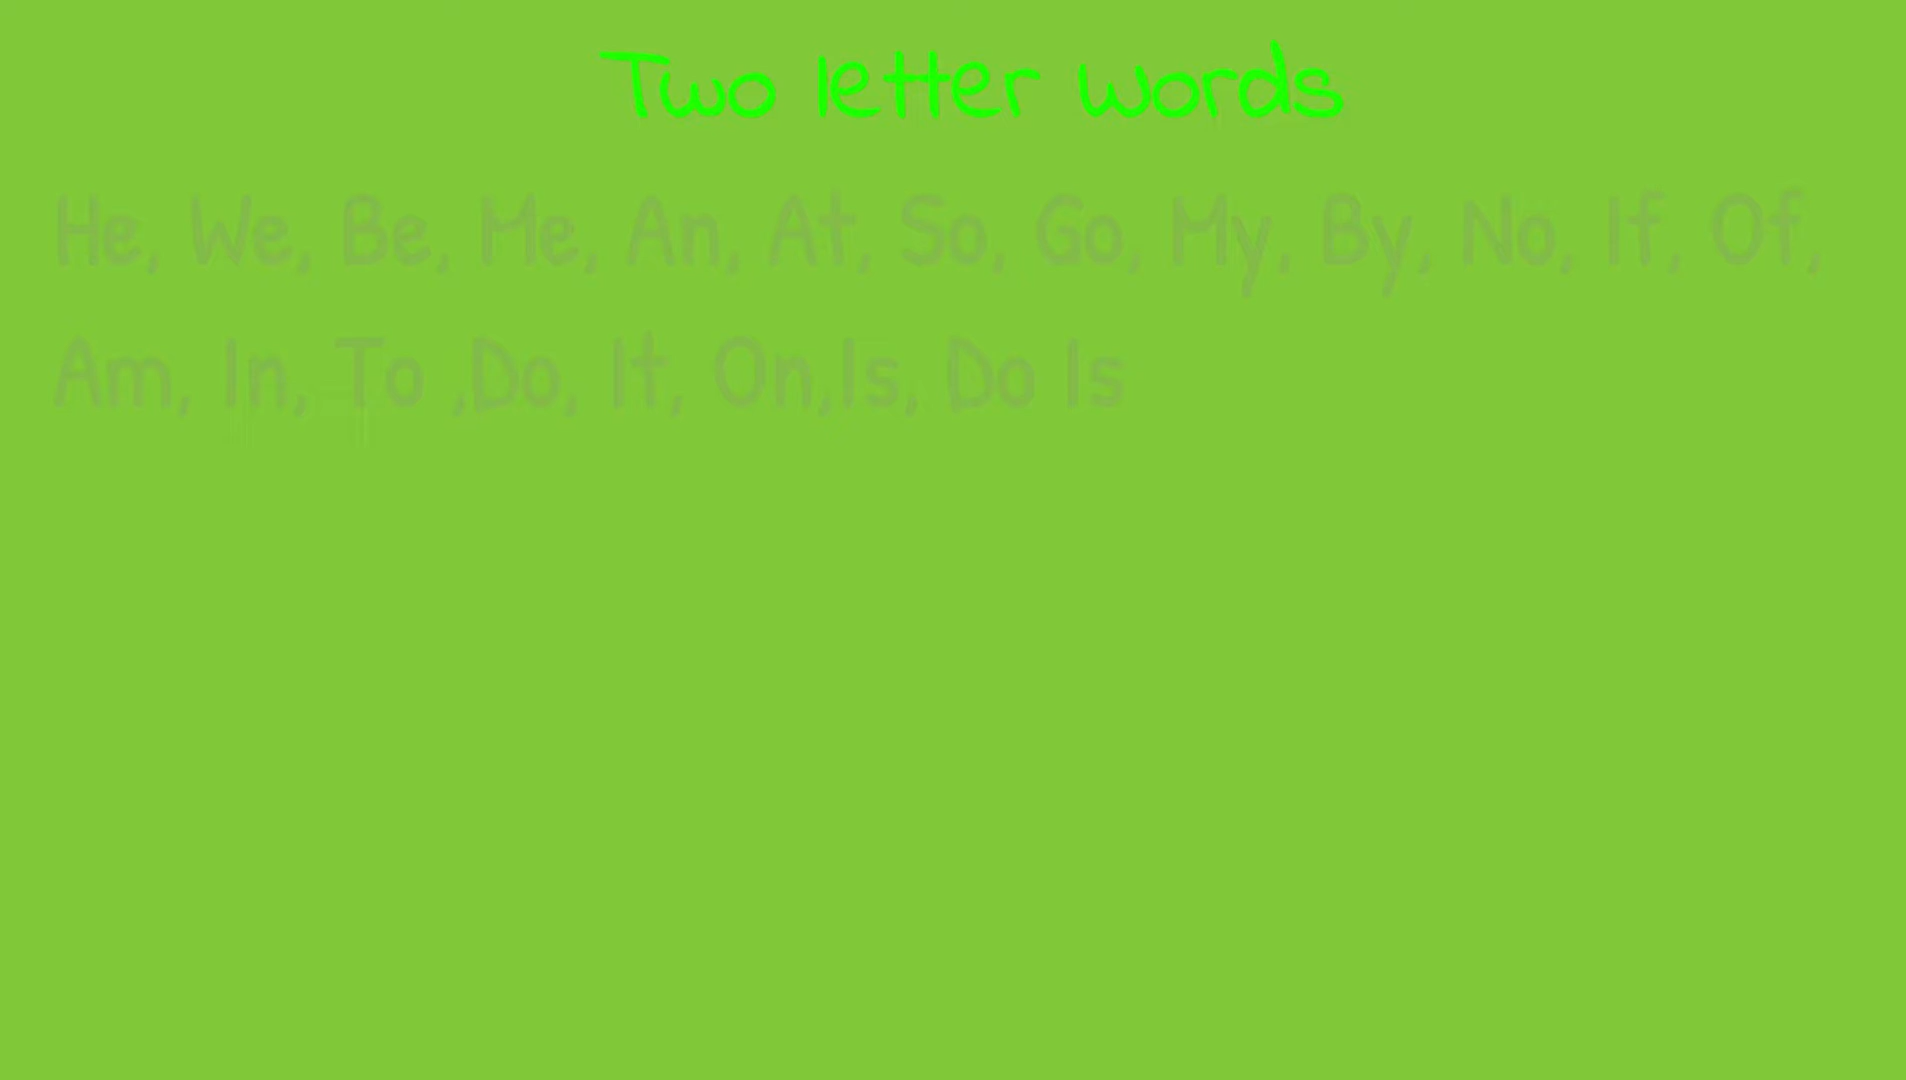 Two letter words
He, We, Be, Me, An, At, So, Go, My, By, No, If, Of,
Am, In, To ,Do, It, On,Is, Do Is